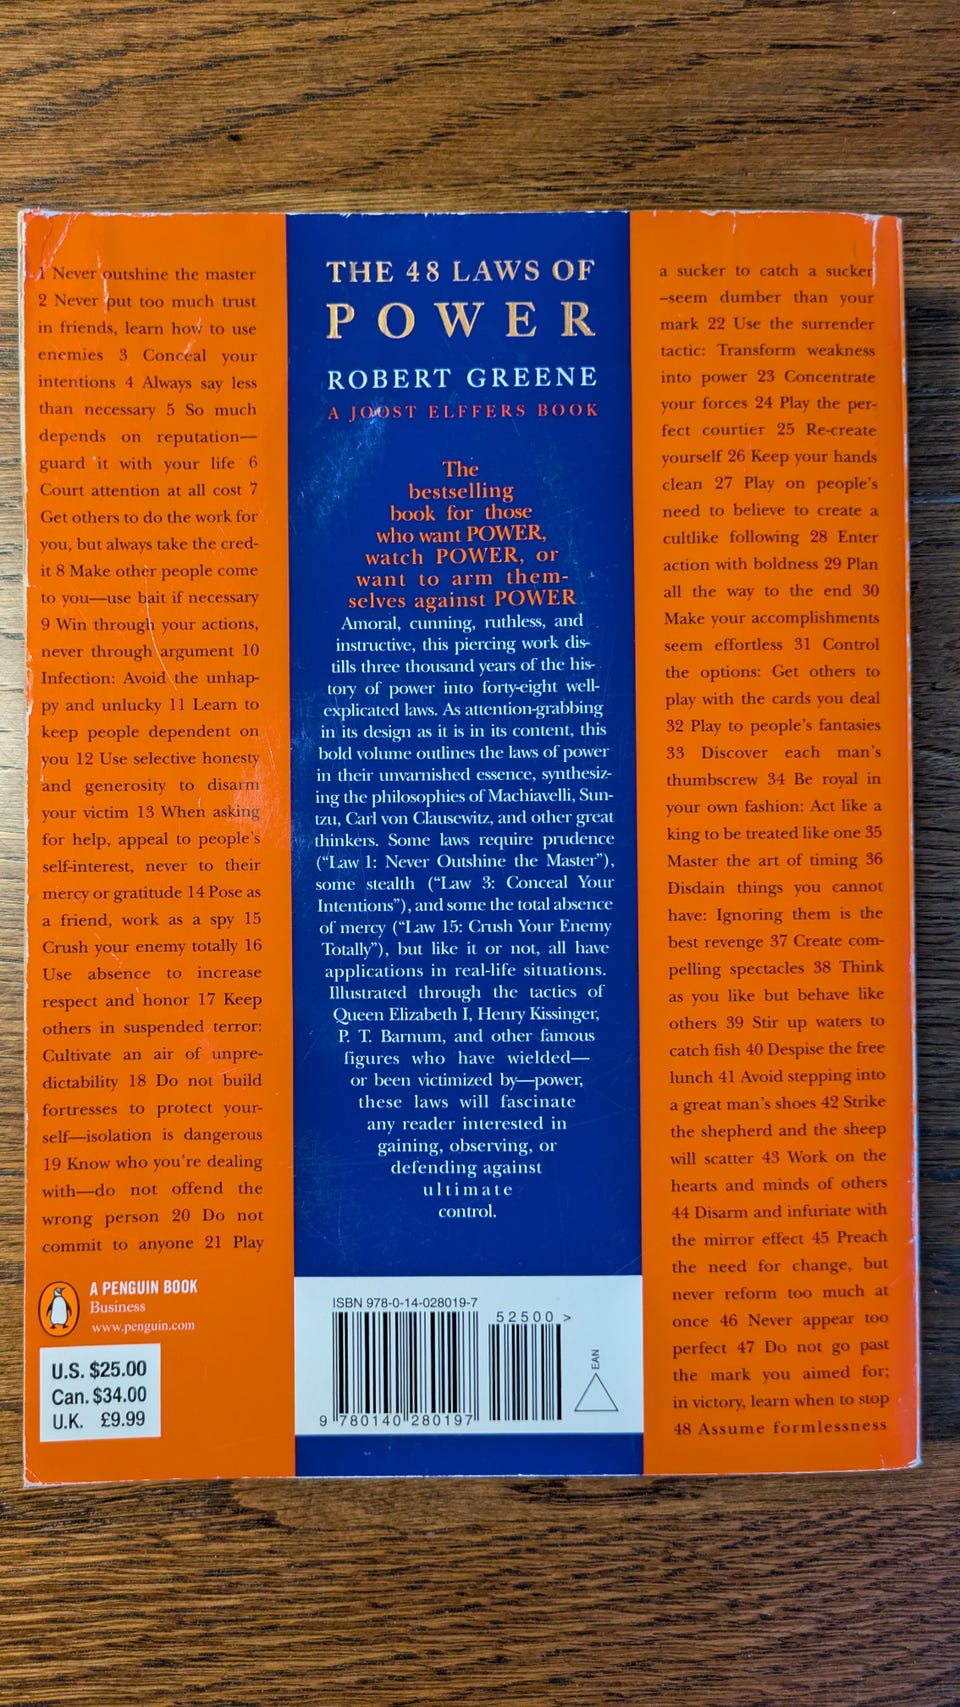 1 Never outshine the master
2 Never put too much trust
in friends, learn how to use
enemies 3 Conceal your
intentions 4 Always say less
than necessary 5 So much
depends on reputation—
guard it with your life 6
Court attention at all cost 7
Get others to do the work for
you, but always take the cred-
it 8 Make other people come
to you—use bait if necessary
9 Win through your actions,
never through argument 10
Infection: Avoid the unhap-
py and unlucky 11 Learn to
keep people dependent on
you 12 Use selective honesty
and generosity to disarm
your victim 13 When asking
for help, appeal to people's
self-interest, never to their
mercy or gratitude 14 Pose as
a friend, work as a spy 15
Crush your enemy totally 16
Use absence to increase
respect and honor 17 Keep
others in suspended terror:
Cultivate an air of unpre-
dictability 18 Do not build
fortresses to protect your-
self—isolation is dangerous
19 Know who you're dealing
with—do not offend the
wrong person 20 Do not
commit to anyone 21 Play
A PENGUIN BOOK
Business
www.penguin.com
U.S. $25.00
Can. $34.00
U.K. £9.99
THE 48 LAWS OF
POWER
ROBERT GREENE
A JOOST ELFFERS BOOK
The
bestselling
book for those
who want POWER,
watch POWER, or
want to arm them-
selves against POWER
Amoral, cunning, ruthless, and
instructive, this piercing work dis-
tills three thousand years of the his-
tory of power into forty-eight well-
explicated laws. As attention-grabbing
in its design as it is in its content, this
bold volume outlines the laws of power
in their unvarnished essence, synthesiz-
ing the philosophies of Machiavelli, Sun-
tzu, Carl von Clausewitz, and other great
thinkers. Some laws require prudence
(“Law 1: Never Outshine the Master”),
some stealth (“Law 3: Conceal Your
Intentions”), and some the total absence
of mercy (“Law 15: Crush Your Enemy
Totally”), but like it or not, all have
applications in real-life situations.
Illustrated through the tactics of
Queen Elizabeth I, Henry Kissinger,
P. T. Barnum, and other famous
figures who have wielded—
or been victimized by—power,
these laws will fascinate
any reader interested in
gaining, observing, or
defending against
ultimate
control.
ISBN 978-0-14-028019-7
52500 >
9 780140 280197
EAN
a sucker to catch a sucker
–seem dumber than your
mark 22 Use the surrender
tactic: Transform weakness
into power 23 Concentrate
your forces 24 Play the per-
fect courtier 25 Re-create
yourself 26 Keep your hands
clean 27 Play on people's
need to believe to create a
cultlike following 28 Enter
action with boldness 29 Plan
all the way to the end 30
Make your accomplishments
seem effortless 31 Control
the options: Get others to
play with the cards you deal
32 Play to people's fantasies
33 Discover each man's
thumbscrew 34 Be royal in
your own fashion: Act like a
king to be treated like one 35
Master the art of timing 36
Disdain things you cannot
have: Ignoring them is the
best revenge 37 Create com-
pelling spectacles 38 Think
as you like but behave like
others 39 Stir up waters to
catch fish 40 Despise the free
lunch 41 Avoid stepping into
a great man's shoes 42 Strike
the shepherd and the sheep
will scatter 43 Work on the
hearts and minds of others
44 Disarm and infuriate with
the mirror effect 45 Preach
the need for change, but
never reform too much at
once 46 Never appear too
perfect 47 Do not go past
the mark you aimed for;
in victory, learn when to stop
48 Assume formlessness